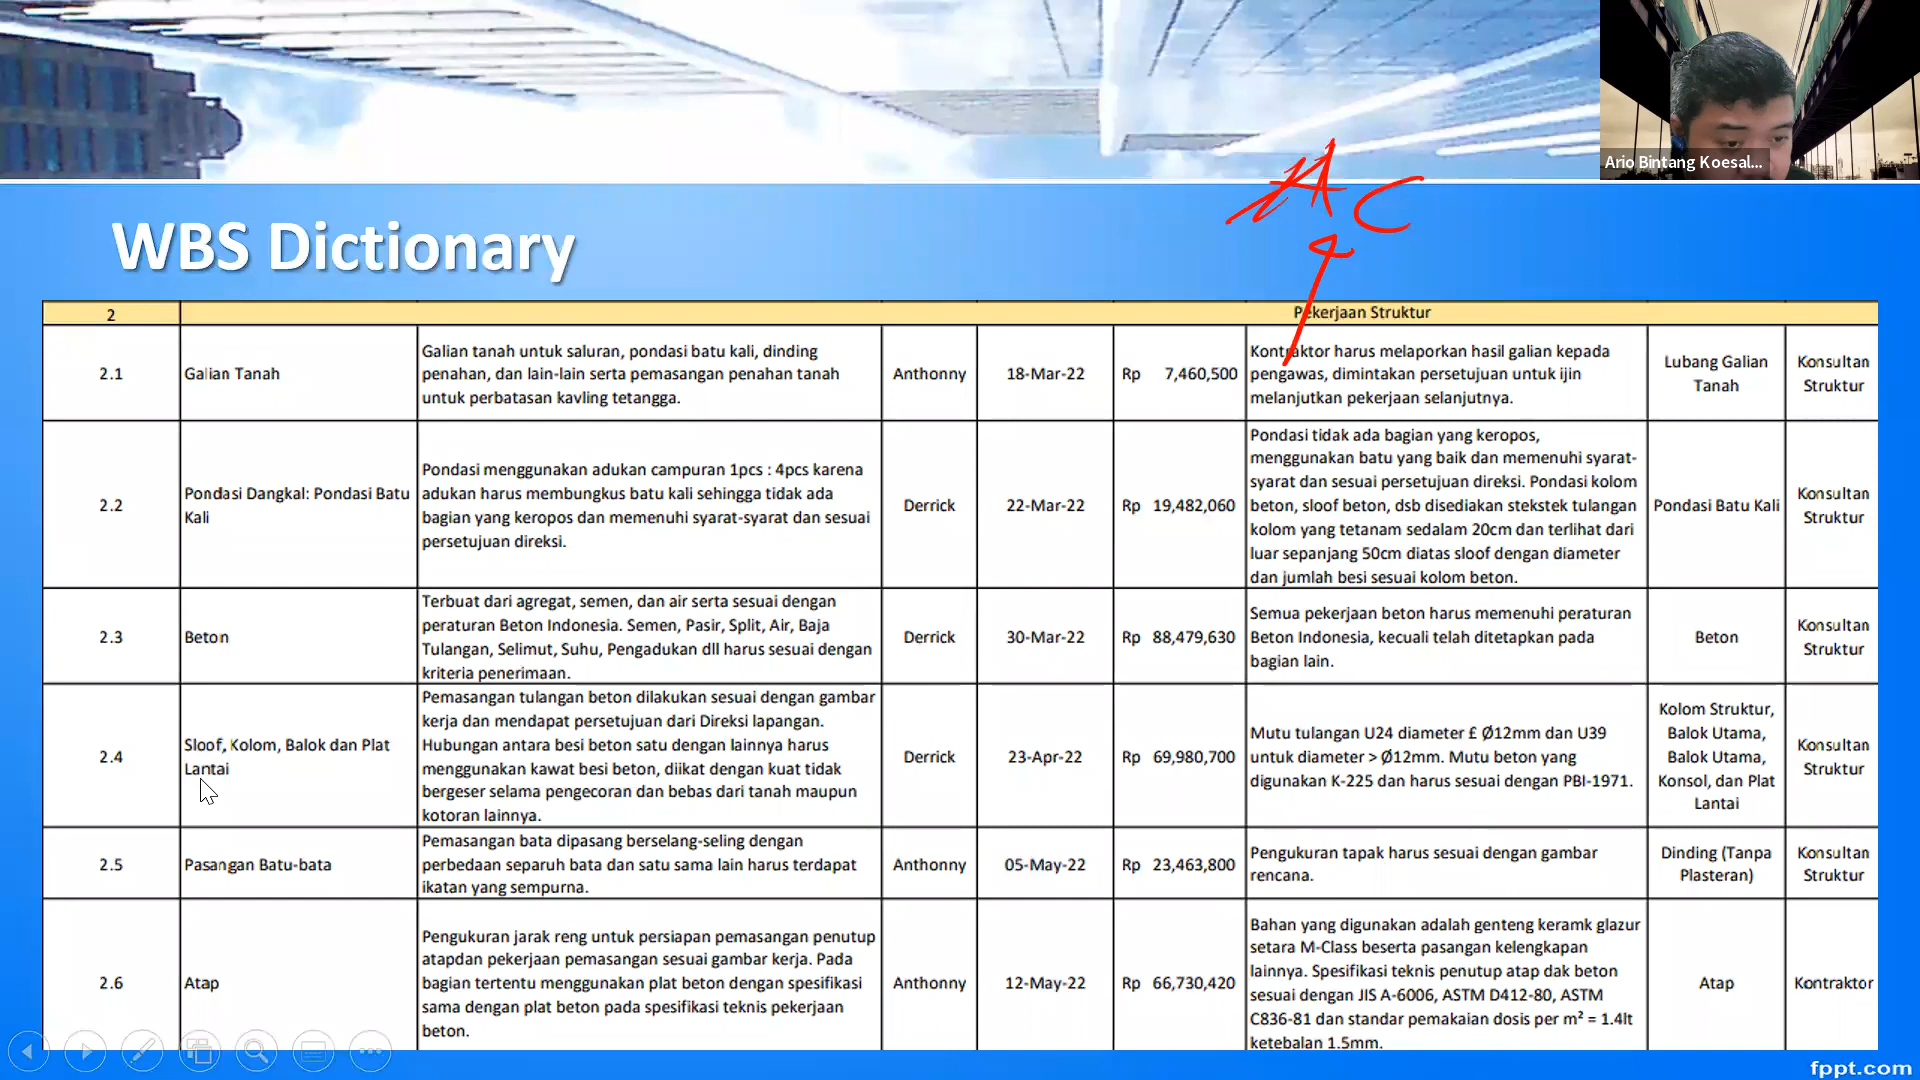 Ario Bintang Koesal...
AC
WBS Dictionary
2
Pekerjaan Struktur
2.1
Galian Tanah
Galian tanah untuk saluran, pondasi batu kali, dinding
penahan, dan lain-lain serta pemasangan penahan tanah
untuk perbatasan kavling tetangga.
Anthonny
18-Mar-22
Rp 7,460,500
Kontraktor harus melaporkan hasil galian kepada
pengawas, dimintakan persetujuan untuk ijin
melanjutkan pekerjaan selanjutnya.
Lubang Galian
Tanah
Konsultan
Struktur
2.2
Pondasi Dangkal: Pondasi Batu
Kali
Pondasi menggunakan adukan campuran 1pcs : 4pcs karena
adukan harus membungkus batu kali sehingga tidak ada
bagian yang keropos dan memenuhi syarat-syarat dan sesuai
persetujuan direksi.
Derrick
22-Mar-22
Rp 19,482,060
Pondasi tidak ada bagian yang keropos,
menggunakan batu yang baik dan memenuhi syarat-
syarat dan sesuai persetujuan direksi. Pondasi kolom
beton, sloof beton, dsb disediakan stekstek tulangan
kolom yang tetanam sedalam 20cm dan terlihat dari
luar sepanjang 50cm diatas sloof dengan diameter
dan jumlah besi sesuai kolom beton.
Pondasi Batu Kali
Konsultan
Struktur
2.3
Beton
Terbuat dari agregat, semen, dan air serta sesuai dengan
peraturan Beton Indonesia. Semen, Pasir, Split, Air, Baja
Tulangan, Selimut, Suhu, Pengadukan dll harus sesuai dengan
kriteria penerimaan.
Derrick
30-Mar-22
Rp 88,479,630
Semua pekerjaan beton harus memenuhi peraturan
Beton Indonesia, kecuali telah ditetapkan pada
bagian lain.
Beton
Konsultan
Struktur
2.4
Sloof, Kolom, Balok dan Plat
Lantai
Pemasangan tulangan beton dilakukan sesuai dengan gambar
kerja dan mendapat persetujuan dari Direksi lapangan.
Hubungan antara besi beton satu dengan lainnya harus
menggunakan kawat besi beton, diikat dengan kuat tidak
bergeser selama pengecoran dan bebas dari tanah maupun
kotoran lainnya.
Derrick
23-Apr-22
Rp 69,980,700
Mutu tulangan U24 diameter £ Ø12mm dan U39
untuk diameter > Ø12mm. Mutu beton yang
digunakan K-225 dan harus sesuai dengan PBI-1971.
Kolom Struktur,
Balok Utama,
Balok Utama,
Konsol, dan Plat
Lantai
Konsultan
Struktur
2.5
Pasangan Batu-bata
Pemasangan bata dipasang berselang-seling dengan
perbedaan separuh bata dan satu sama lain harus terdapat
ikatan yang sempurna.
Anthonny
05-May-22
Rp 23,463,800
Pengukuran tapak harus sesuai dengan gambar
rencana.
Dinding (Tanpa
Plasteran)
Konsultan
Struktur
2.6
Atap
Pengukuran jarak reng untuk persiapan pemasangan penutup
atapdan pekerjaan pemasangan sesuai gambar kerja. Pada
bagian tertentu menggunakan plat beton dengan spesifikasi
sama dengan plat beton pada spesifikasi teknis pekerjaan
beton.
Anthonny
12-May-22
Rp 66,730,420
Bahan yang digunakan adalah genteng keramk glazur
setara M-Class beserta pasangan kelengkapan
lainnya. Spesifikasi teknis penutup atap dak beton
sesuai dengan JIS A-6006, ASTM D412-80, ASTM
C836-81 dan standar pemakaian dosis per m² = 1.4lt
ketebalan 1.5mm.
Atap
Kontraktor
fppt.com